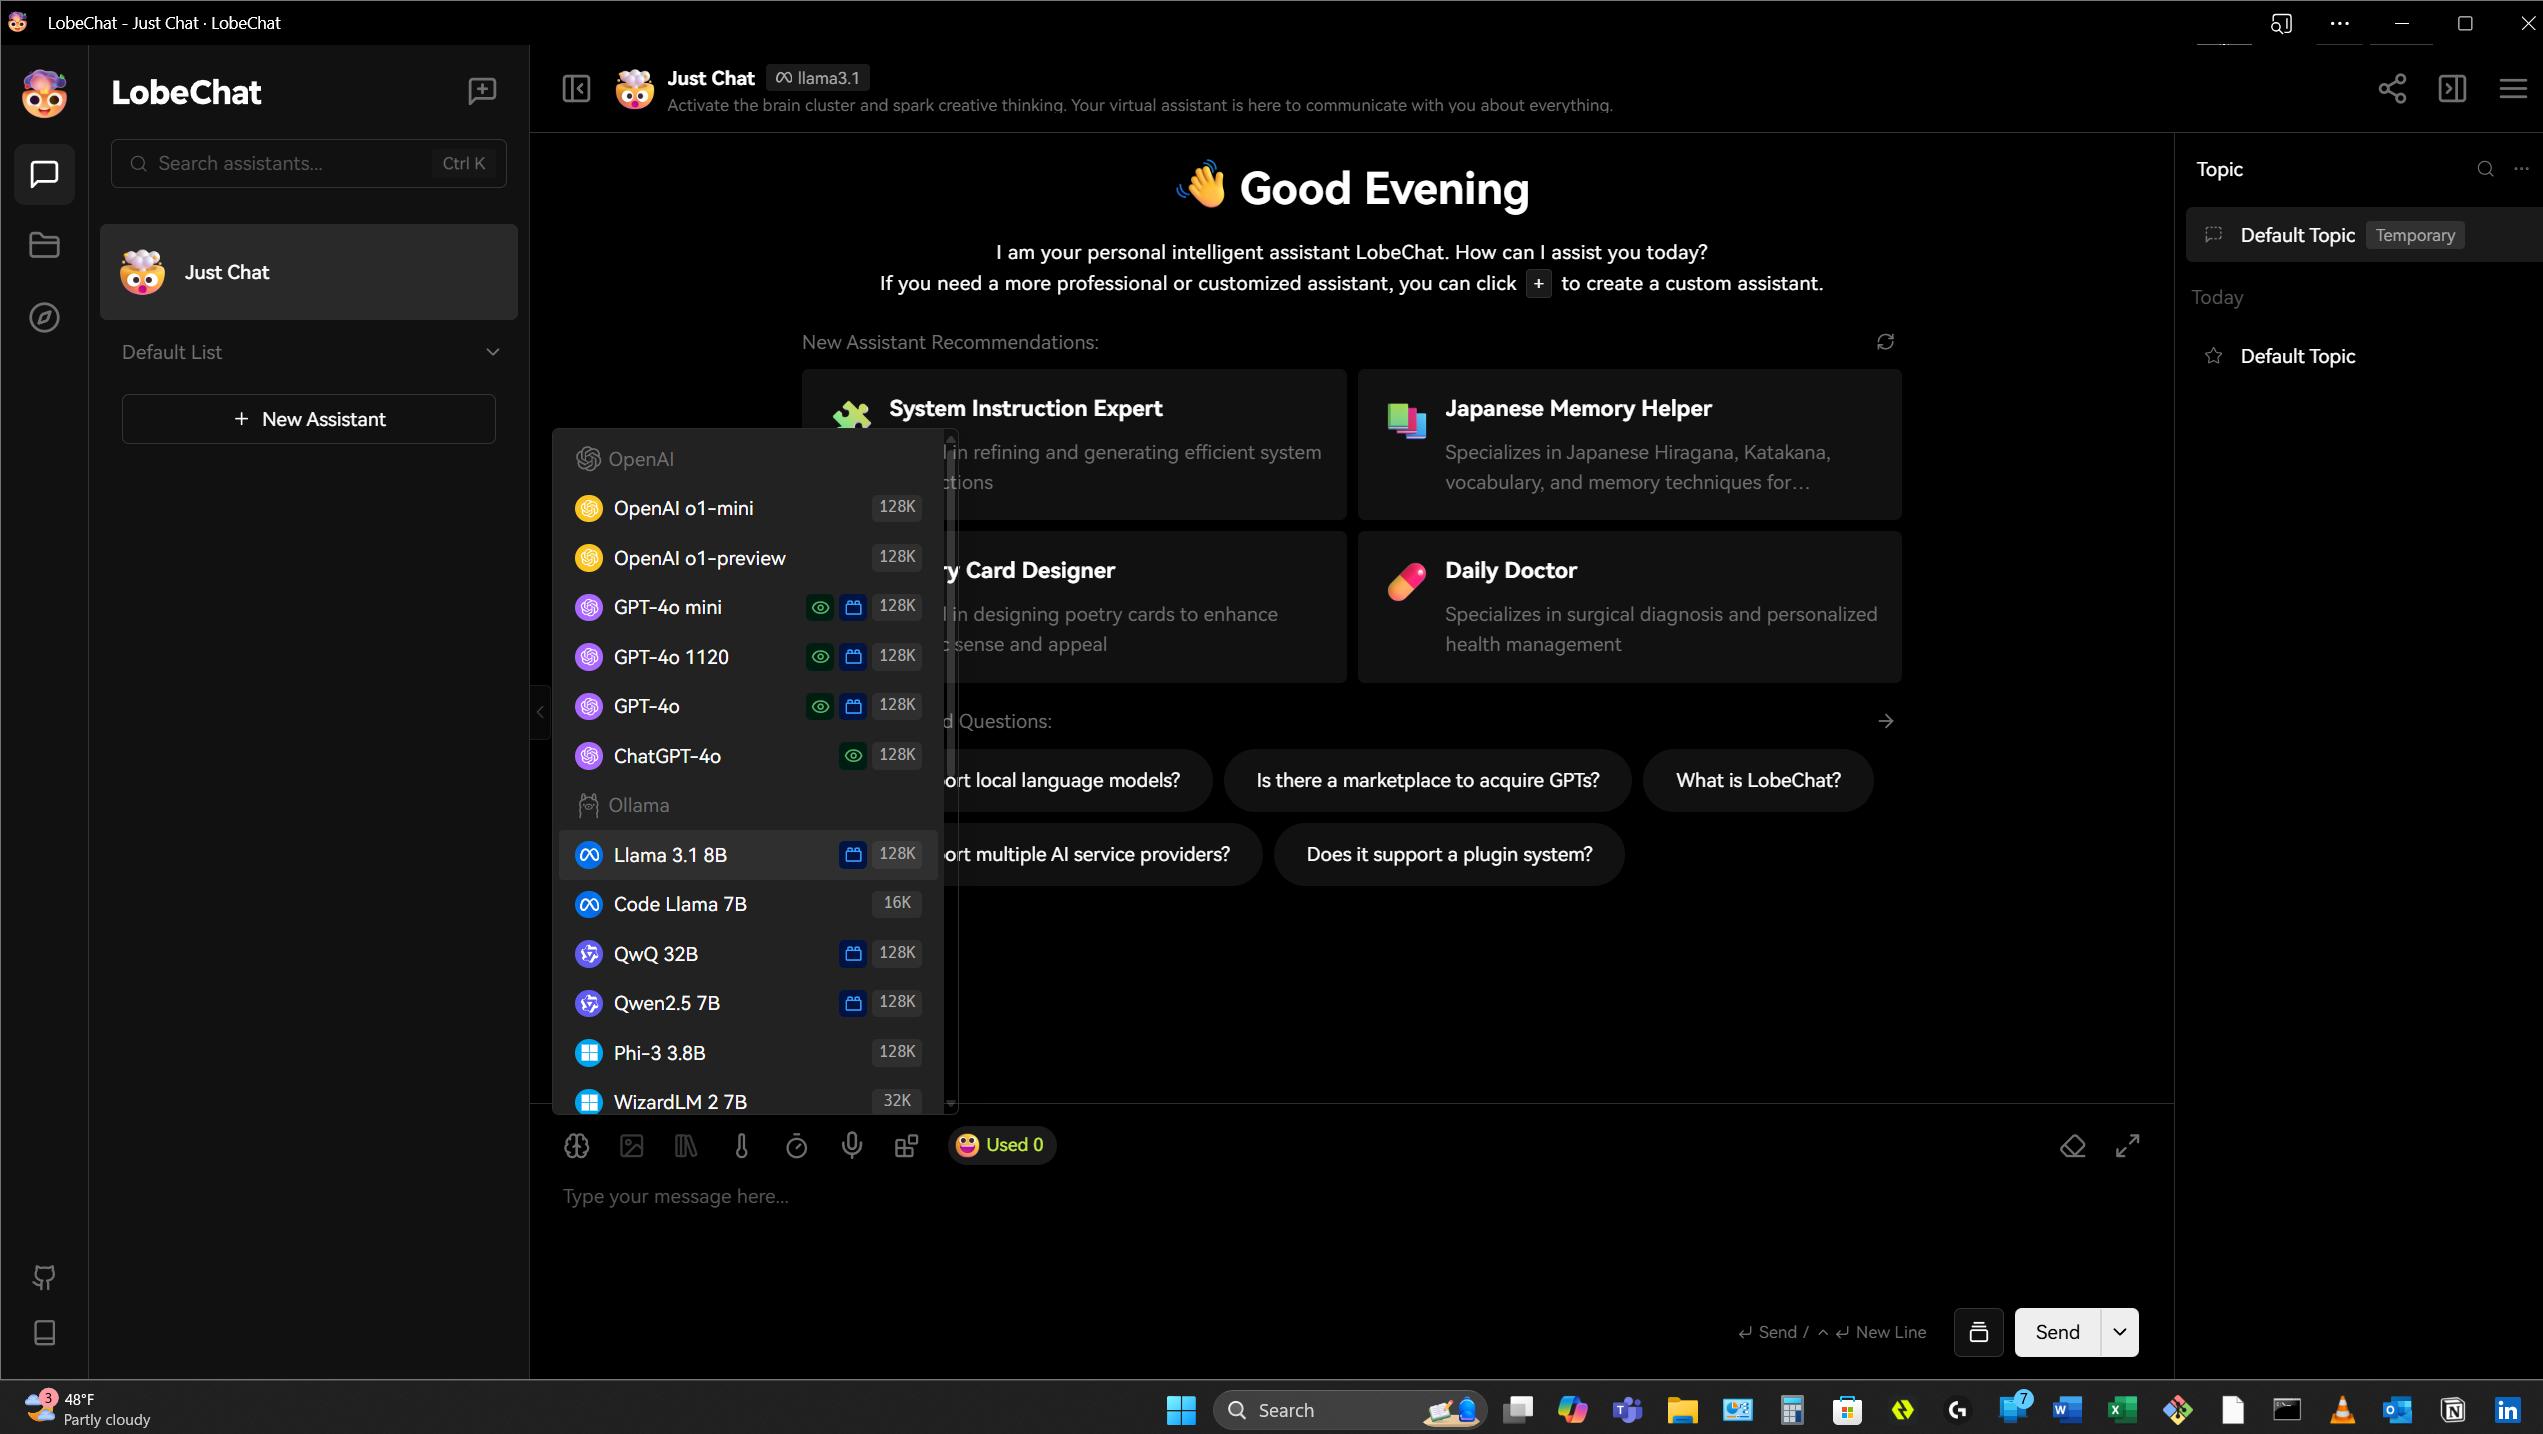 LobeChat - Just Chat · LobeChat
LobeChat
Search assistants...
Ctrl K
Just Chat
Default List
+ New Assistant
Just Chat
llama3.1
Activate the brain cluster and spark creative thinking. Your virtual assistant is here to communicate with you about everything.
Good Evening
I am your personal intelligent assistant LobeChat. How can I assist you today?
If you need a more professional or customized assistant, you can click + to create a custom assistant.
New Assistant Recommendations:
System Instruction Expert
in refining and generating efficient system
ctions
Japanese Memory Helper
Specializes in Japanese Hiragana, Katakana,
vocabulary, and memory techniques for...
ry Card Designer
in designing poetry cards to enhance
c sense and appeal
Daily Doctor
Specializes in surgical diagnosis and personalized
health management
d Questions:
ort local language models?
Is there a marketplace to acquire GPTs?
What is LobeChat?
ort multiple AI service providers?
Does it support a plugin system?
OpenAI
OpenAI o1-mini 128K
OpenAI o1-preview 128K
GPT-4o mini 128K
GPT-4o 1120 128K
GPT-4o 128K
ChatGPT-4o 128K
Ollama
Llama 3.1 8B 128K
Code Llama 7B 16K
QwQ 32B 128K
Qwen2.5 7B 128K
Phi-3 3.8B 128K
WizardLM 2 7B 32K
Used 0
Type your message here...
Send / New Line
Send
Topic
Default Topic
Temporary
Today
Default Topic
3
48°F
Partly cloudy
Search
7